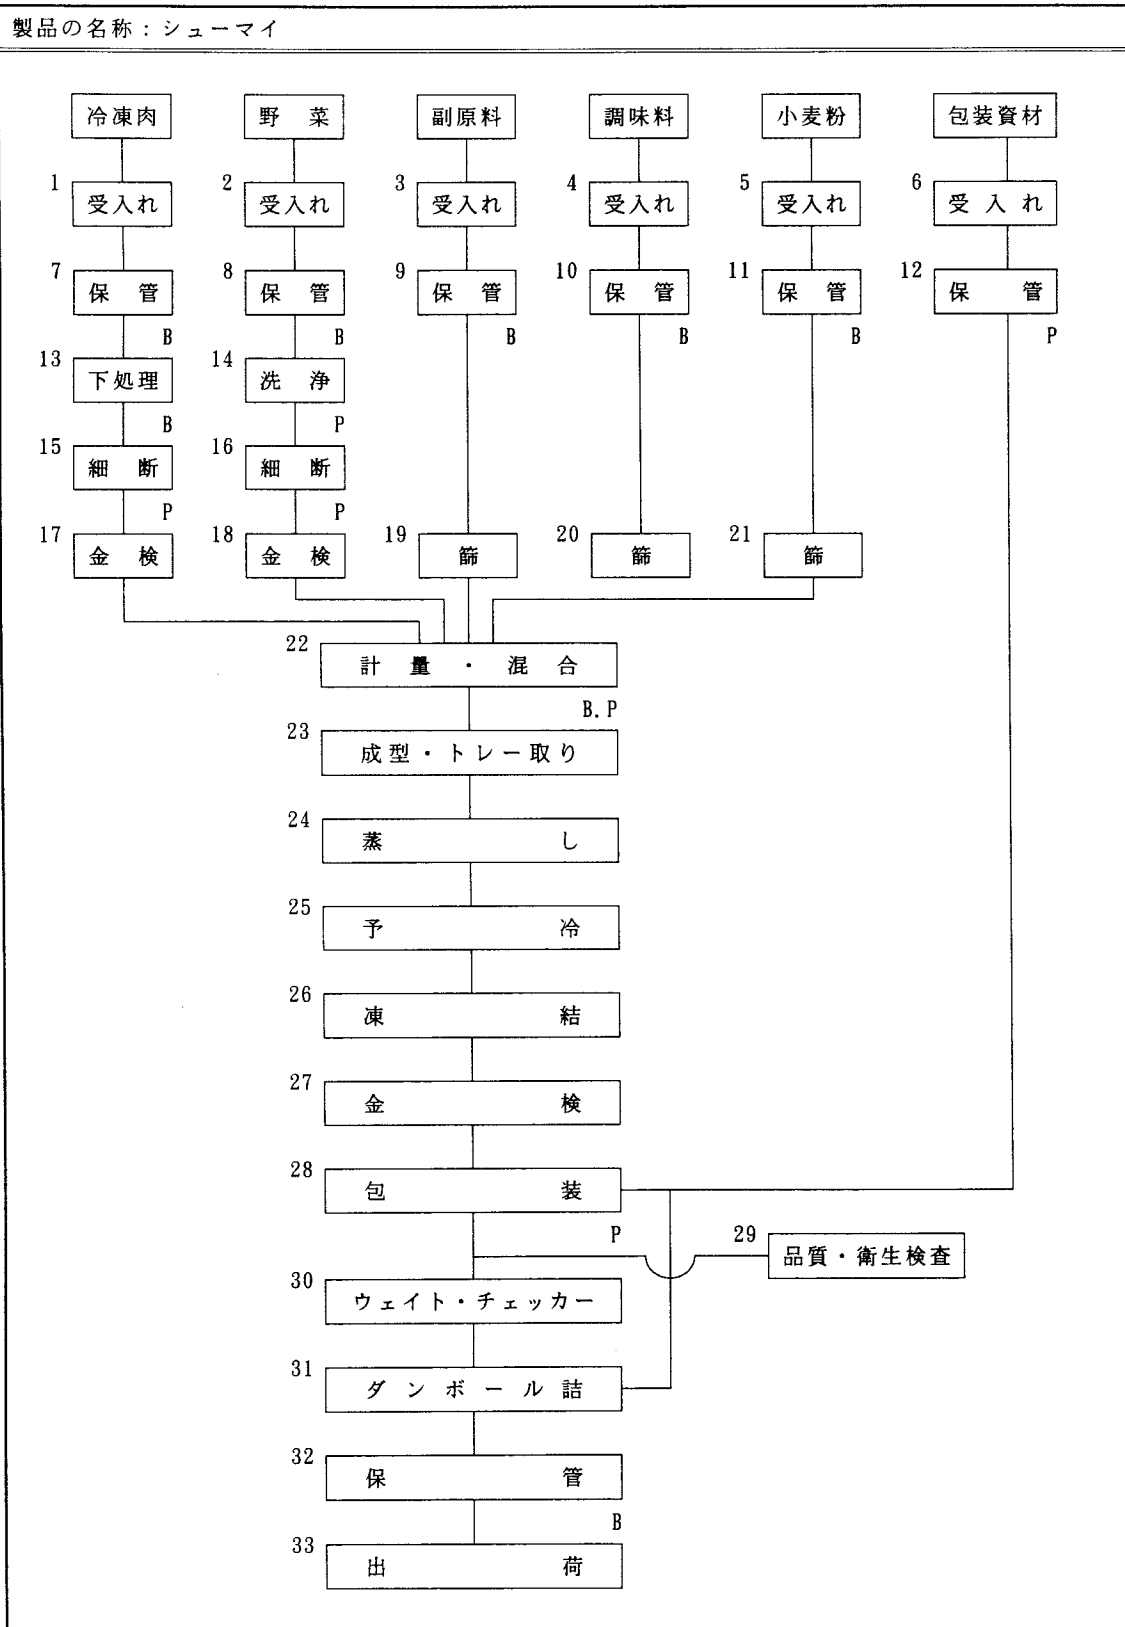 製品の名称：シューマイ
冷凍肉 野菜 副原料 調味料 小麦粉 包装資材
1 受入れ 2 受入れ 3 受入れ 4 受入れ 5 受入れ 6 受入れ
7 保管 8 保管 9 保管 10 保管 11 保管 12 保管
B B B B B P
13 下処理 14 洗浄
B P
15 細断 16 細断
P P
17 金検 18 金検 19 篩 20 篩 21 篩
22 計量・混合
B.P
23 成型・トレー取り
24 蒸し
25 予冷
26 凍結
27 金検
28 包装
P
29 品質・衛生検査
30 ウェイト・チェッカー
31 ダンボール詰
32 保管
B
33 出荷